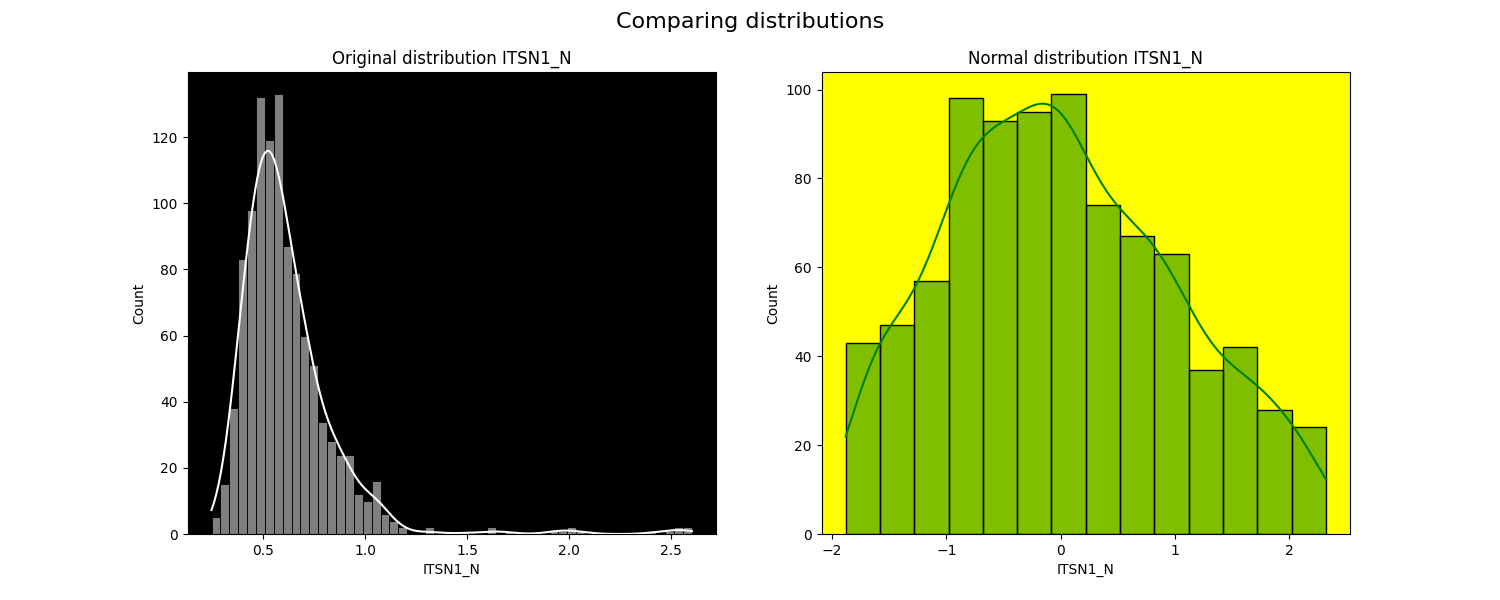 Comparing distributions
Original distribution ITSN1_N
Count
120
100
80
60
40
20
0
0.5 1.0 1.5 2.0 2.5
ITSN1_N
Normal distribution ITSN1_N
Count
100
80
60
40
20
0
−2 −1 0 1 2
ITSN1_N